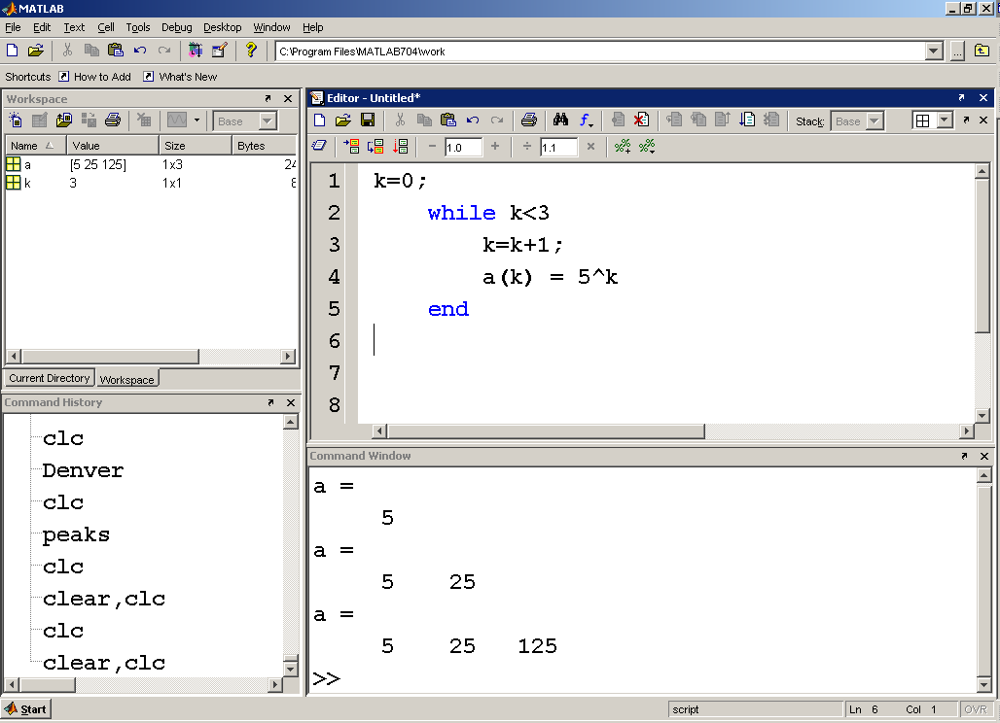 MATLAB
File Edit Text Cell Tools Debug Desktop Window Help
C:\Program Files\MATLAB704\work
...
Shortcuts How to Add What's New
Workspace
Base
Name Value Size Bytes
a [5 25 125] 1x3 24
k 3 1x1 8
Current Directory Workspace
Command History
clc
Denver
clc
peaks
clc
clear,clc
clc
clear,clc
Editor - Untitled*
Stack: Base
− 1.0 + ÷ 1.1 ×
1 k=0;
2 while k<3
3 k=k+1;
4 a(k) = 5^k
5 end
6
7
8
Command Window
a =
5
a =
5 25
a =
5 25 125
>>
Start
script Ln 6 Col 1 OVR